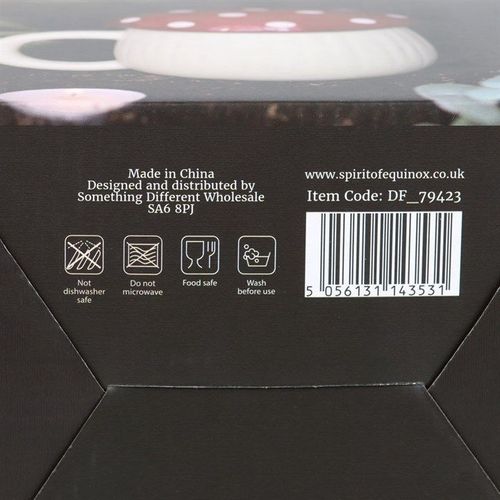 Made in China
Designed and distributed by
Something Different Wholesale
SA6 8PJ
www.spiritofequinox.co.uk
Item Code: DF_79423
5 056131 143531
Not
dishwasher
safe
Do not
microwave
Food safe
Wash
before use